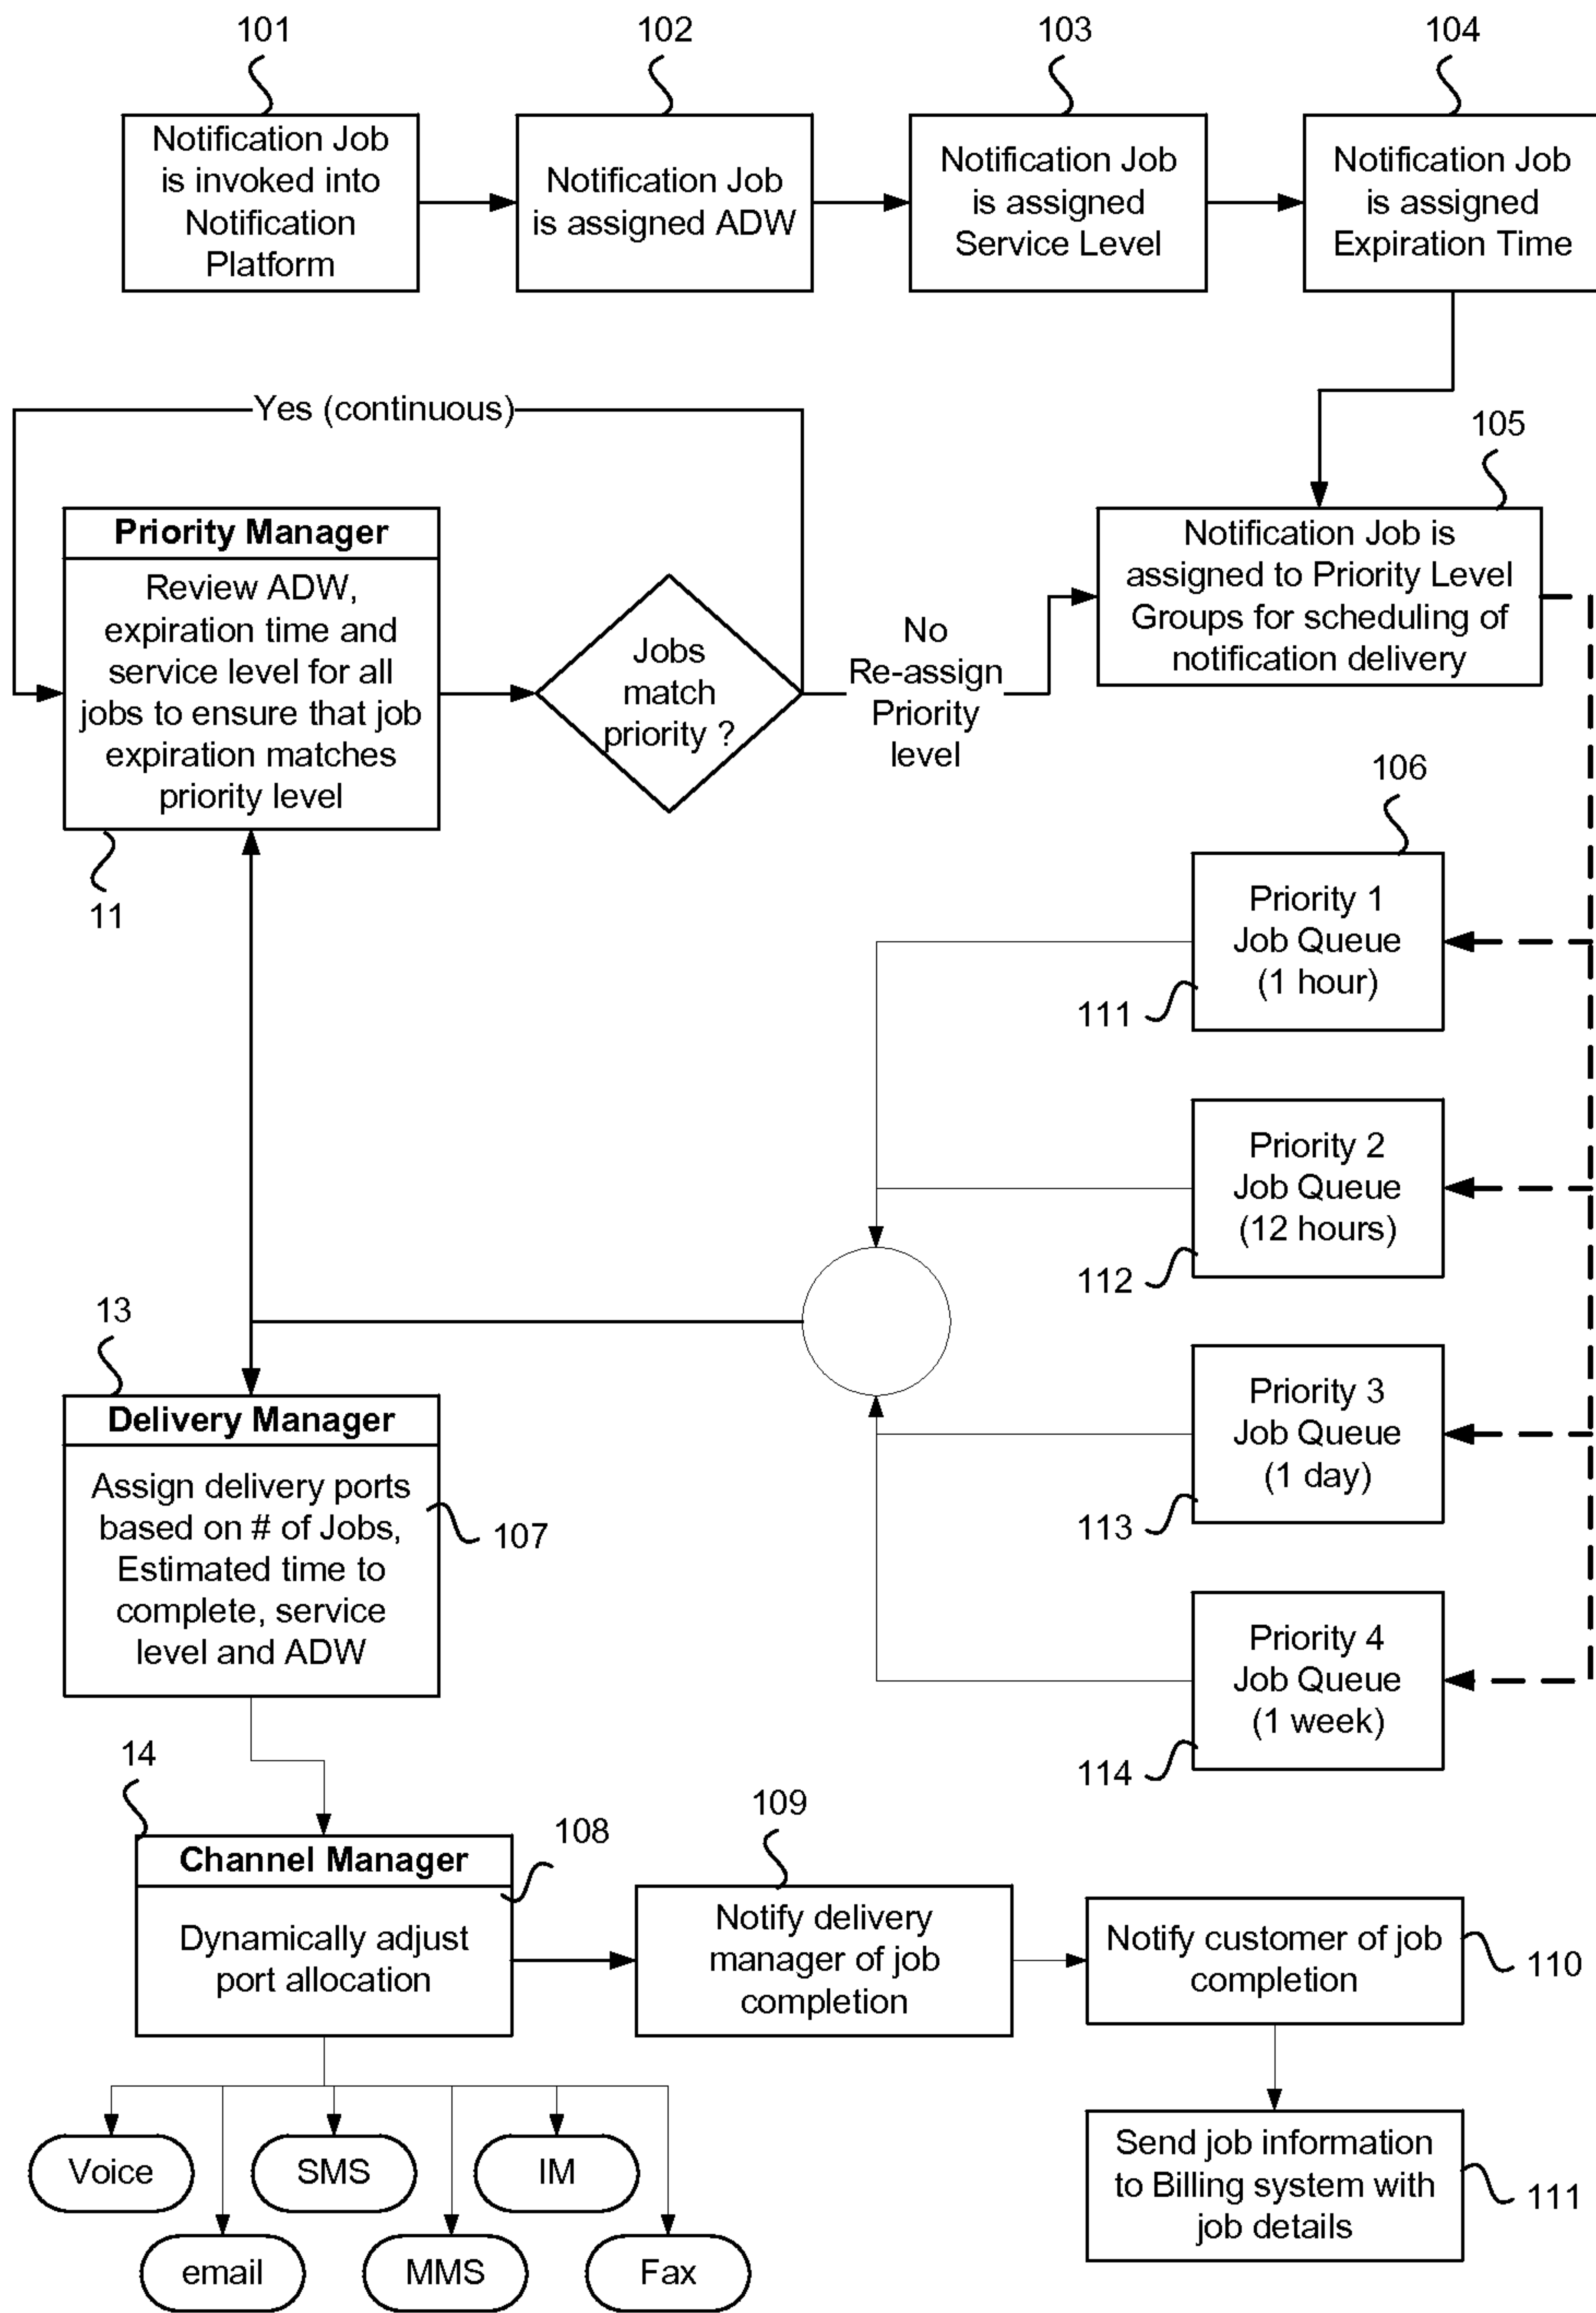 101
102
103
104
Notification Job
is invoked into
Notification
Platform
Notification Job
is assigned ADW
Notification Job
is assigned
Service Level
Notification Job
is assigned
Expiration Time
Yes (continuous)
105
Priority Manager
Review ADW,
expiration time and
service level for all
jobs to ensure that job
expiration matches
priority level
11
Jobs
match
priority ?
No
Re-assign
Priority
level
Notification Job is
assigned to Priority Level
Groups for scheduling of
notification delivery
106
Priority 1
Job Queue
(1 hour)
111
Priority 2
Job Queue
(12 hours)
112
Priority 3
Job Queue
(1 day)
113
Priority 4
Job Queue
(1 week)
114
13
Delivery Manager
Assign delivery ports
based on # of Jobs,
Estimated time to
complete, service
level and ADW
107
14
Channel Manager
Dynamically adjust
port allocation
108
109
Notify delivery
manager of job
completion
Notify customer of job
completion
110
Send job information
to Billing system with
job details
111
Voice
SMS
IM
email
MMS
Fax